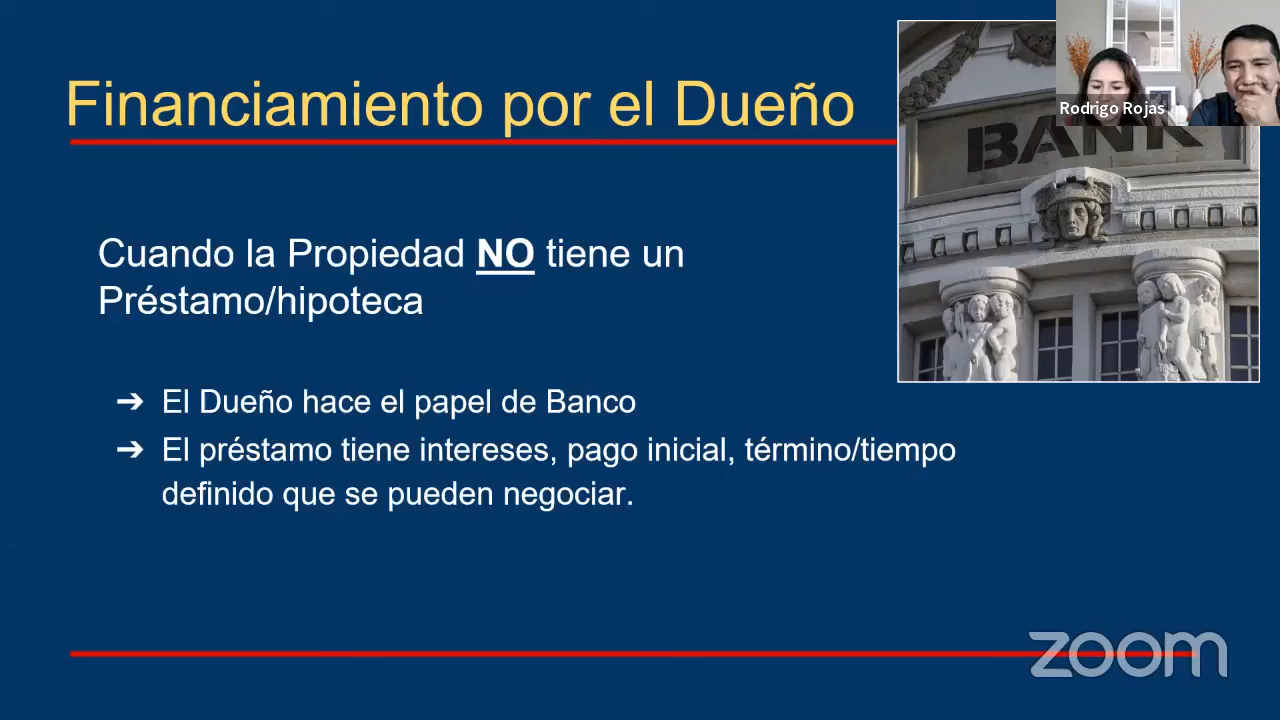 Financiamiento por el Dueño
Rodrigo Rojas
BANK
Cuando la Propiedad NO tiene un
Préstamo/hipoteca
➔ El Dueño hace el papel de Banco
➔ El préstamo tiene intereses, pago inicial, término/tiempo
definido que se pueden negociar.
zoom